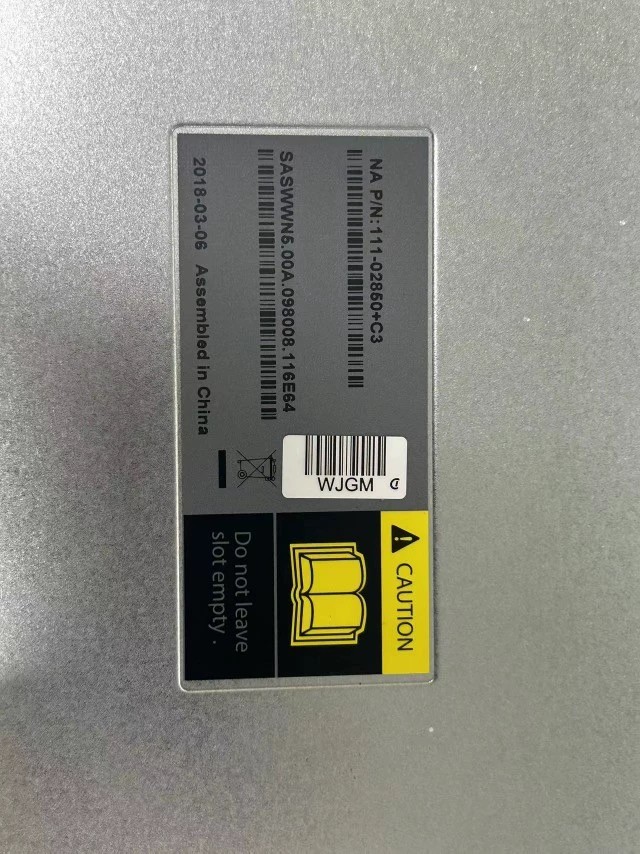 NA P/N:111-02850+C3
SASWWN5.00A.098008.116E64
2018-03-06 Assembled in China
WJGM
CAUTION
Do not leave
slot empty .